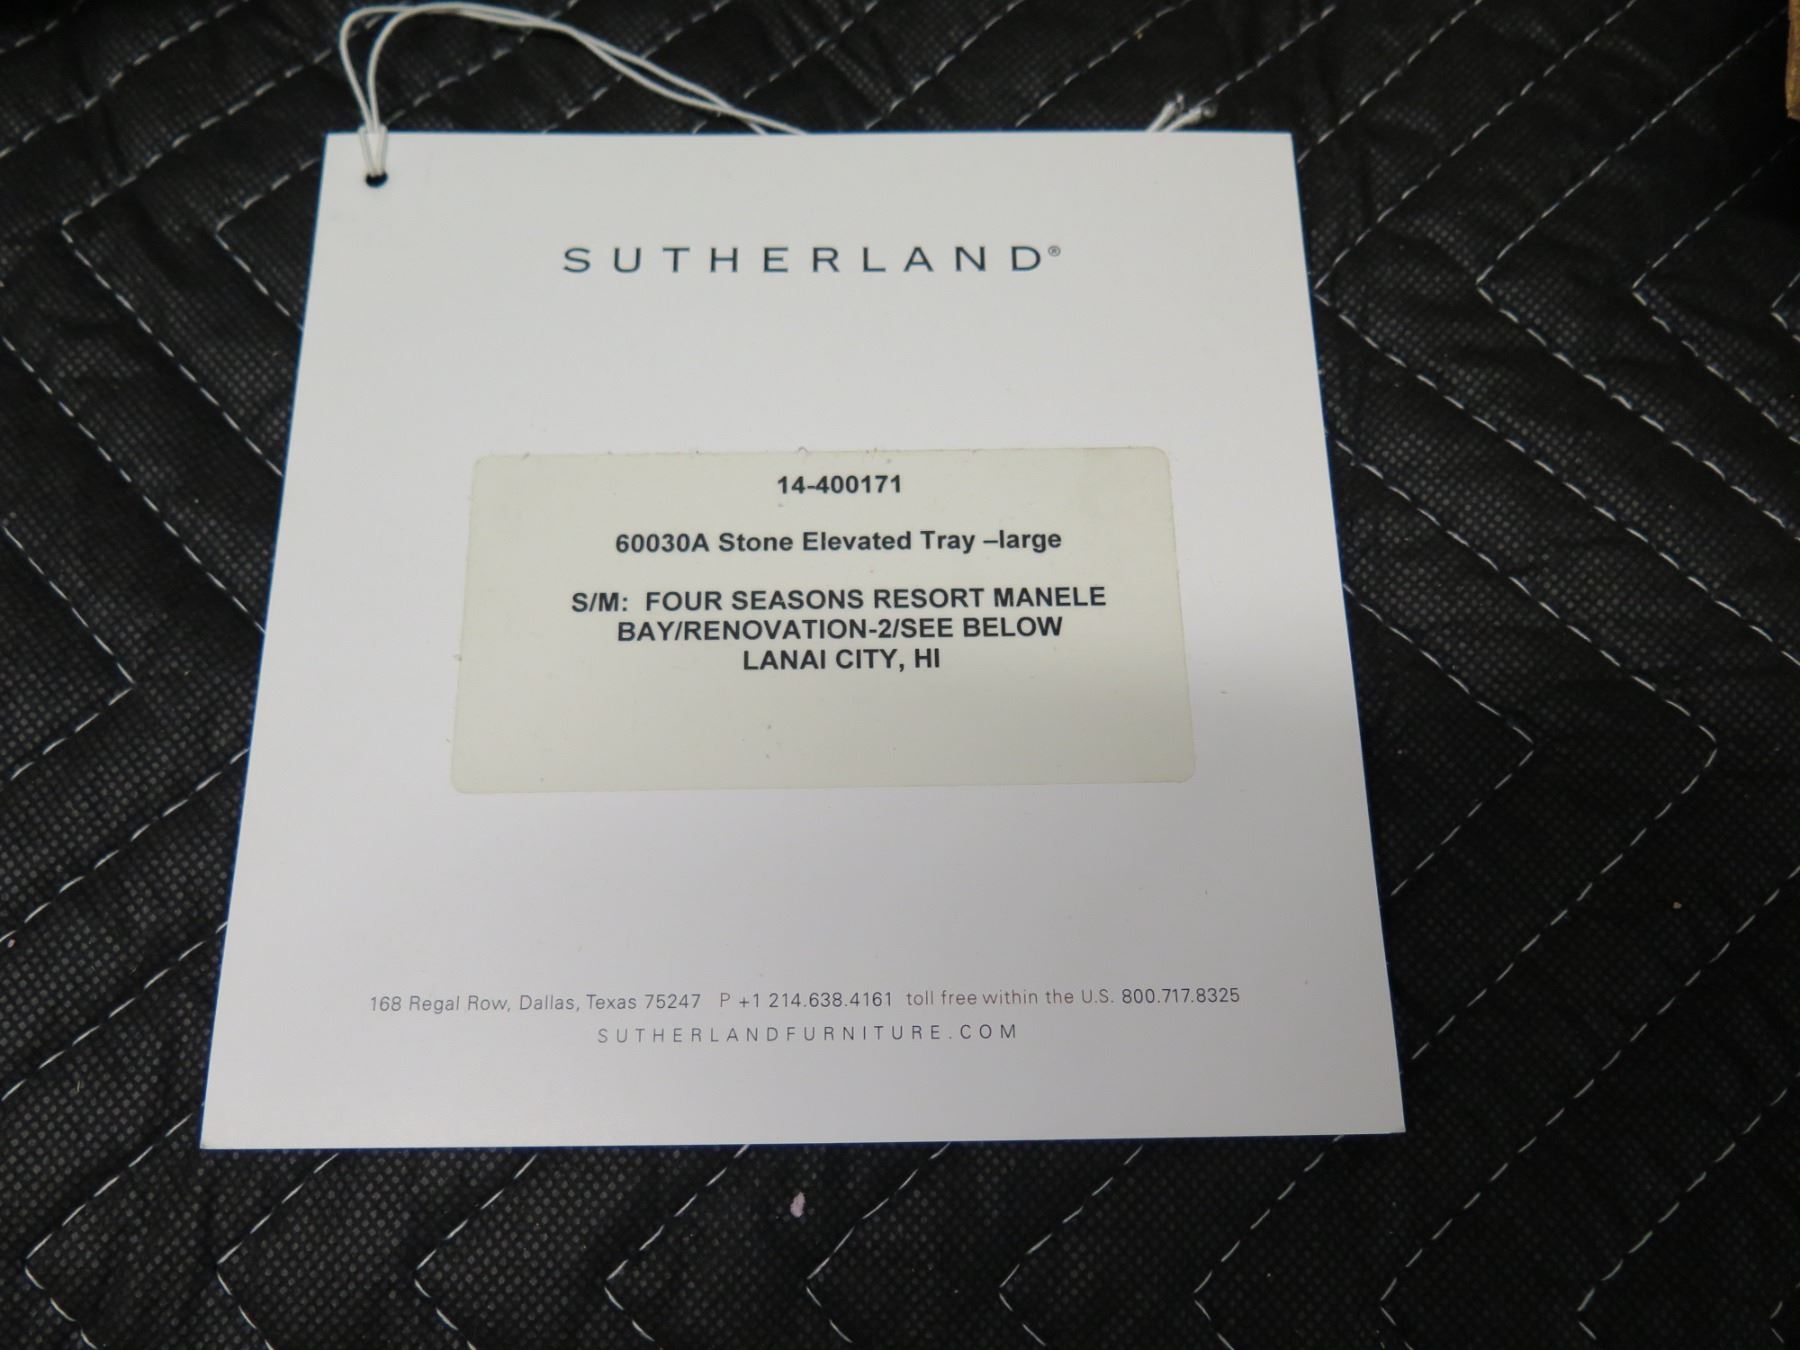 SUTHERLAND®
14-400171
60030A Stone Elevated Tray –large
S/M: FOUR SEASONS RESORT MANELE
BAY/RENOVATION-2/SEE BELOW
LANAI CITY, HI
168 Regal Row, Dallas, Texas 75247 P +1 214.638.4161 toll free within the U.S. 800.717.8325
SUTHERLANDFURNITURE.COM